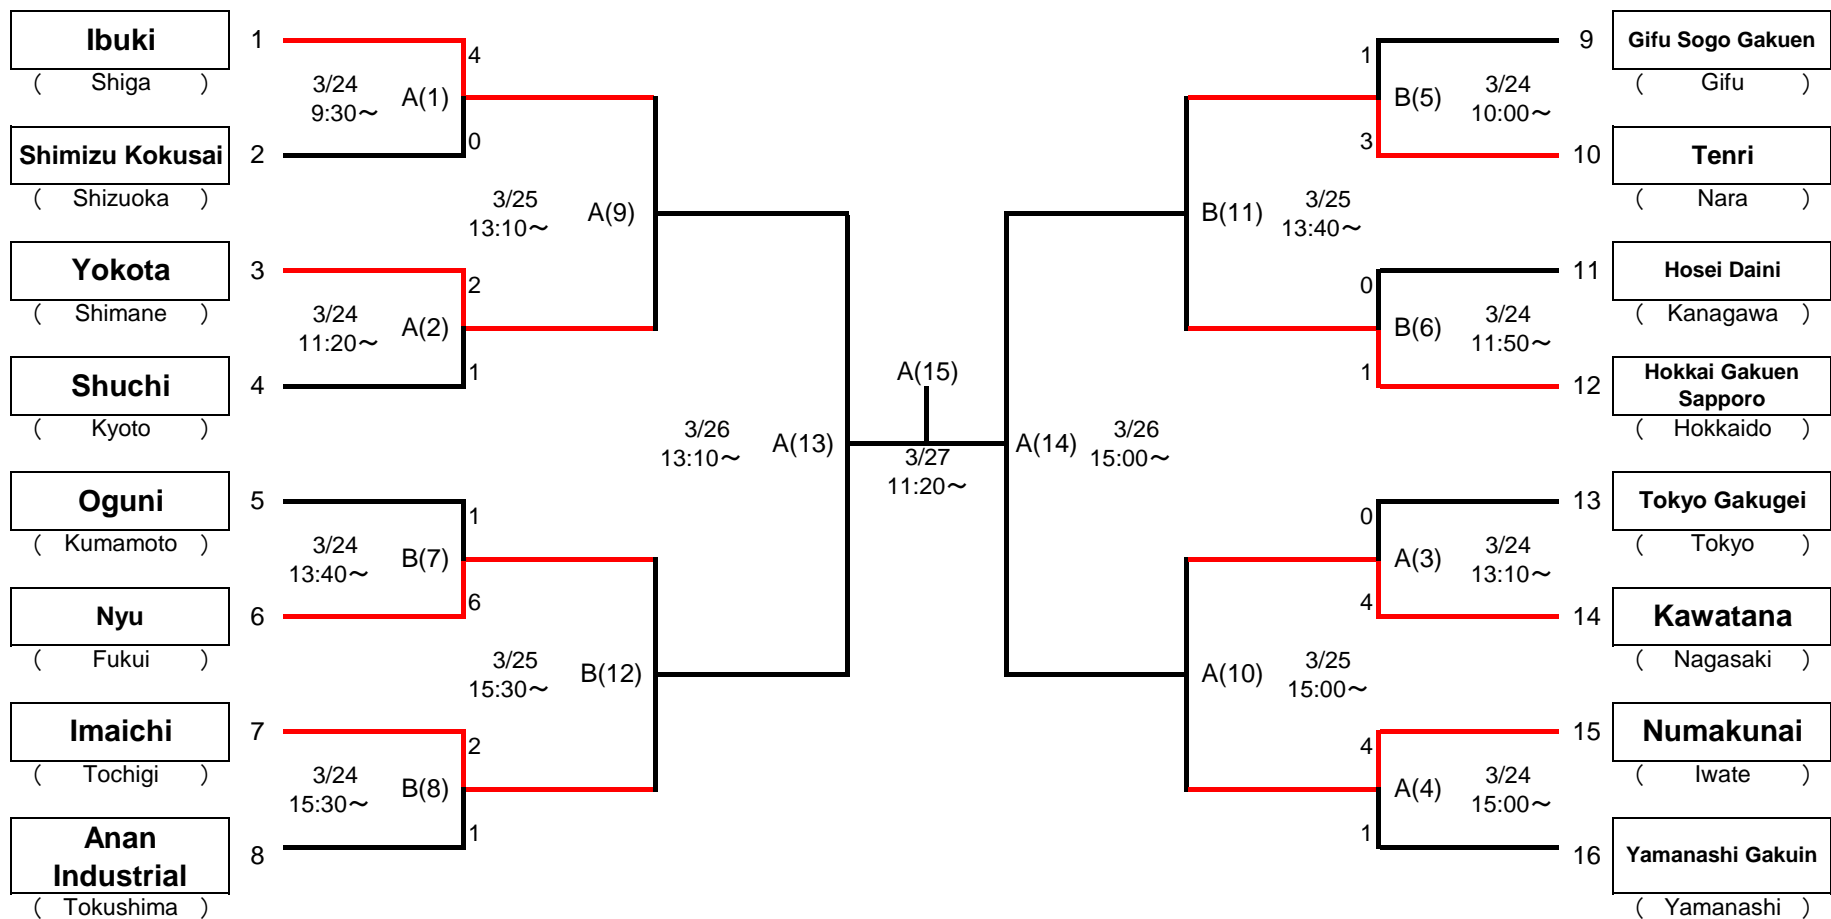 Ibuki
( Shiga )
1
4
3/24
9:30～
A(1)
Shimizu Kokusai
( Shizuoka )
2
0
3/25
13:10～
A(9)
Yokota
( Shimane )
3
2
3/24
11:20～
A(2)
Shuchi
( Kyoto )
4
1
3/26
13:10～
A(13)
Oguni
( Kumamoto )
5
1
3/24
13:40～
B(7)
Nyu
( Fukui )
6
6
3/25
15:30～
B(12)
Imaichi
( Tochigi )
7
2
3/24
15:30～
B(8)
Anan
Industrial
( Tokushima )
8
1
A(15)
3/27
11:20～
9
Gifu Sogo Gakuen
( Gifu )
1
B(5)
3/24
10:00～
3
10
Tenri
( Nara )
B(11)
3/25
13:40～
11
Hosei Daini
( Kanagawa )
0
B(6)
3/24
11:50～
1
12
Hokkai Gakuen
Sapporo
( Hokkaido )
A(14)
3/26
15:00～
13
Tokyo Gakugei
( Tokyo )
0
A(3)
3/24
13:10～
4
14
Kawatana
( Nagasaki )
A(10)
3/25
15:00～
15
Numakunai
( Iwate )
4
A(4)
3/24
15:00～
1
16
Yamanashi Gakuin
( Yamanashi )